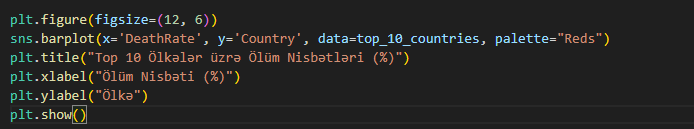 plt.figure(figsize=(12, 6))
sns.barplot(x='DeathRate', y='Country', data=top_10_countries, palette="Reds")
plt.title("Top 10 Ölkələr üzrə Ölüm Nisbətləri (%)")
plt.xlabel("Ölüm Nisbəti (%)")
plt.ylabel("Ölkə")
plt.show()